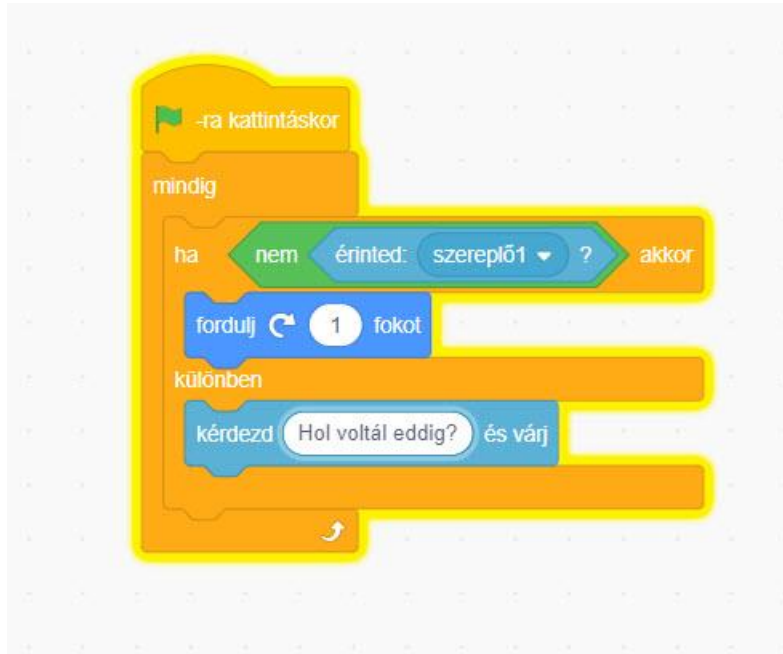 -ra kattintáskor
mindig
ha nem érinted: szereplő1 ? akkor
fordulj 1 fokot
különben
kérdezd Hol voltál eddig? és várj